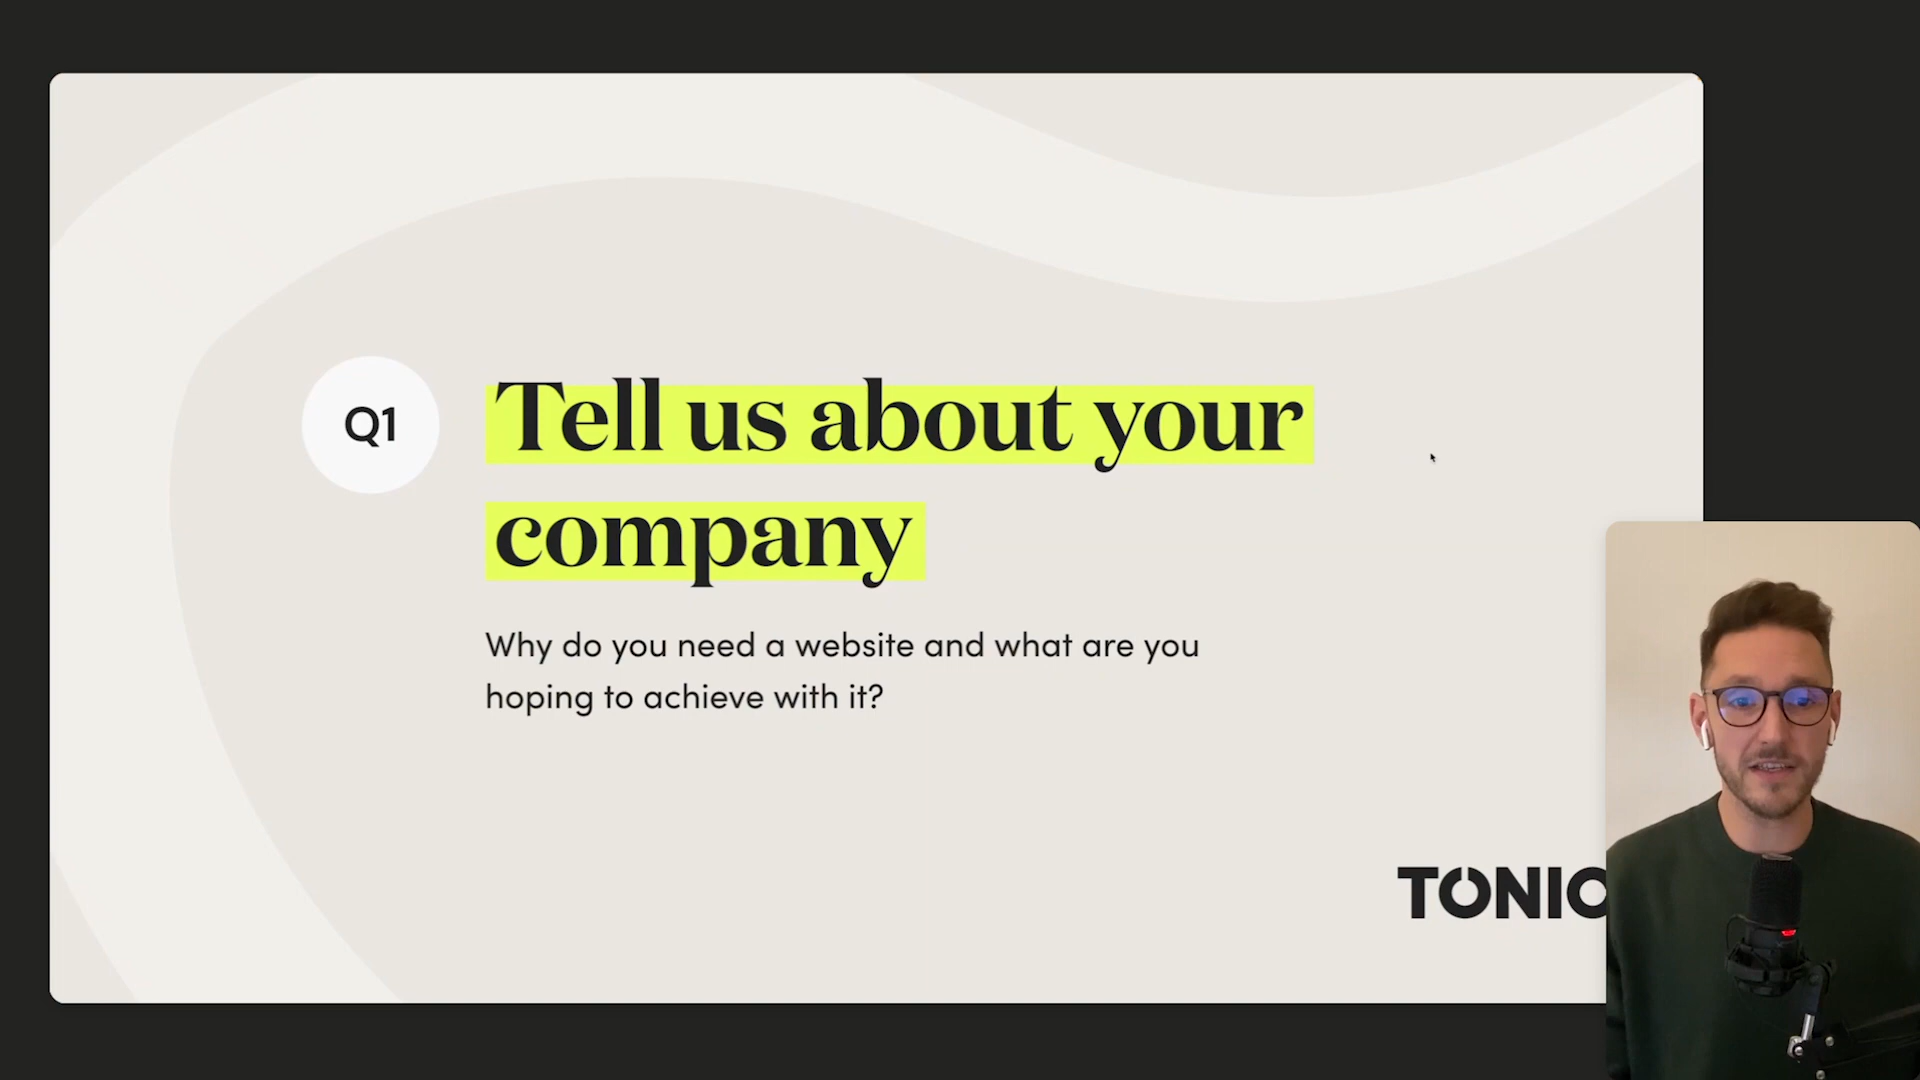 Q1
Tell us about your
company
Why do you need a website and what are you
hoping to achieve with it?
TONIC